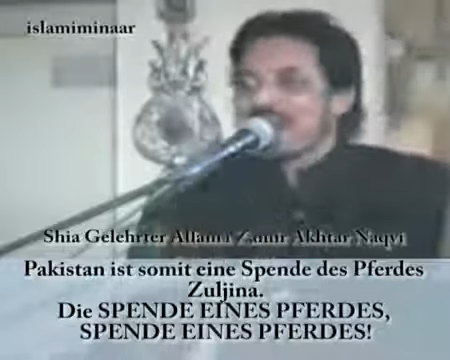 islamiminaar
Shia Gelehrter Allama Zamir Akhtar Naqvi
Pakistan ist somit eine Spende des Pferdes
Zuljina.
Die SPENDE EINES PFERDES,
SPENDE EINES PFERDES!